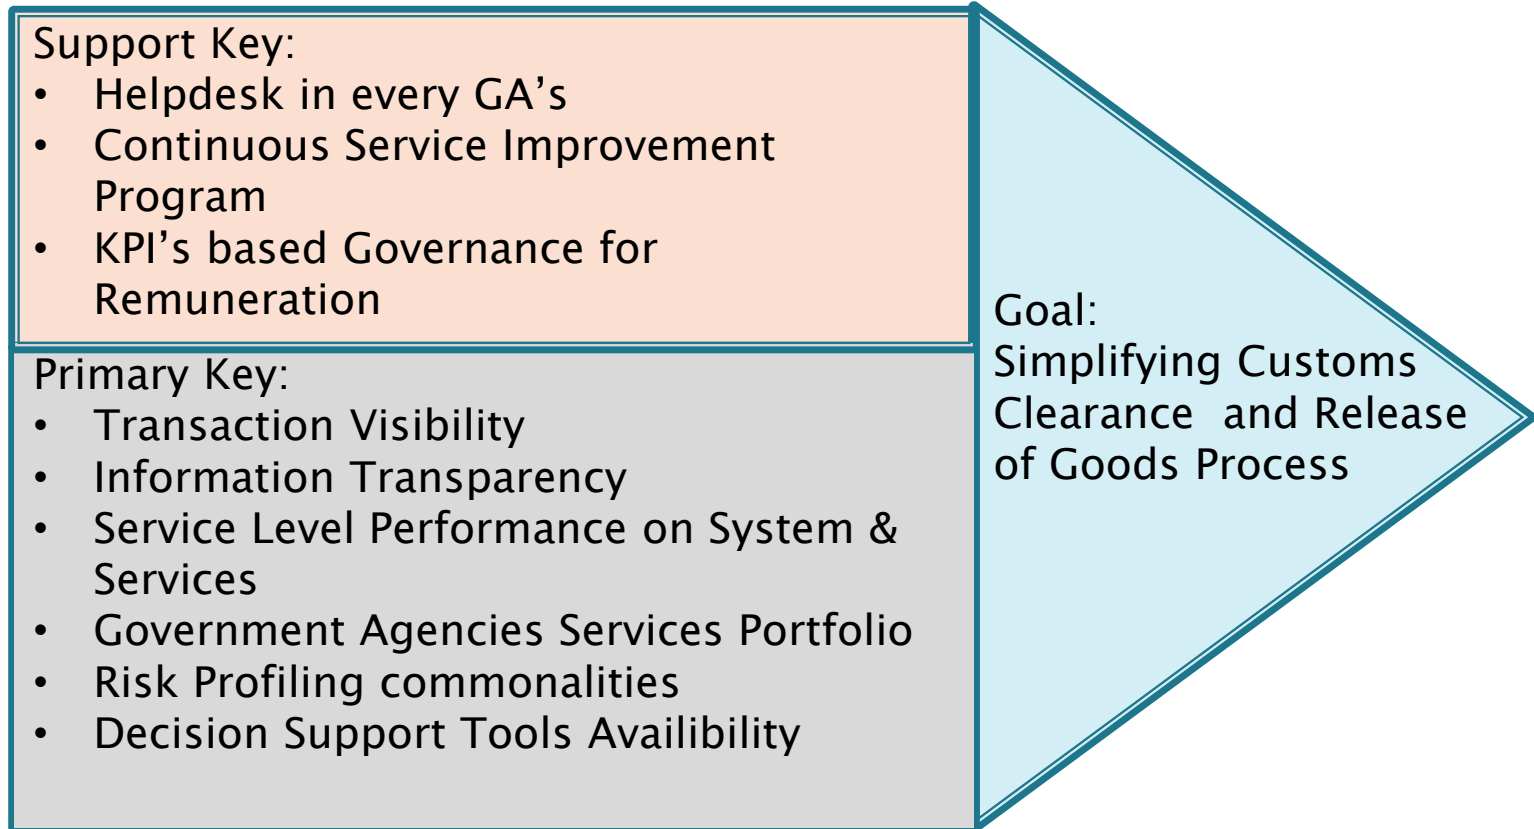 Support Key:
• Helpdesk in every GA’s
• Continuous Service Improvement
Program
• KPI’s based Governance for
Remuneration
Primary Key:
• Transaction Visibility
• Information Transparency
• Service Level Performance on System &
Services
• Government Agencies Services Portfolio
• Risk Profiling commonalities
• Decision Support Tools Availibility
Goal:
Simplifying Customs
Clearance  and Release
of Goods Process